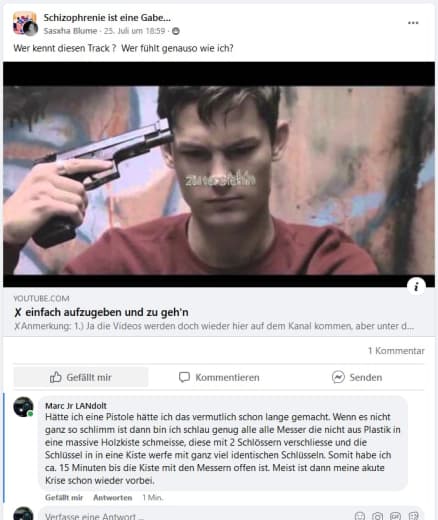 Schizophrenie ist eine Gabe...
Sasxha Blume · 25. Juli um 18:59 ·
Wer kennt diesen Track ? Wer fühlt genauso wie ich?
YOUTUBE.COM
✗ einfach aufzugeben und zu geh'n
✗Anmerkung: 1.) Ja die Videos werden doch wieder hier auf dem Kanal kommen, aber unter d...
1 Kommentar
Gefällt mir
Kommentieren
Senden
Marc Jr LANdolt
Hätte ich eine Pistole hätte ich das vermutlich schon lange gemacht. Wenn es nicht
ganz so schlimm ist dann bin ich schlau genug alle alle Messer die nicht aus Plastik in
eine massive Holzkiste schmeisse, diese mit 2 Schlössern verschliesse und die
Schlüssel in in eine Kiste werfe mit ganz viel identischen Schlüsseln. Somit habe ich
ca. 15 Minuten bis die Kiste mit den Messern offen ist. Meist ist dann meine akute
Krise schon wieder vorbei.
Gefällt mir Antworten 1 Min.
Verfasse eine Antwort ...